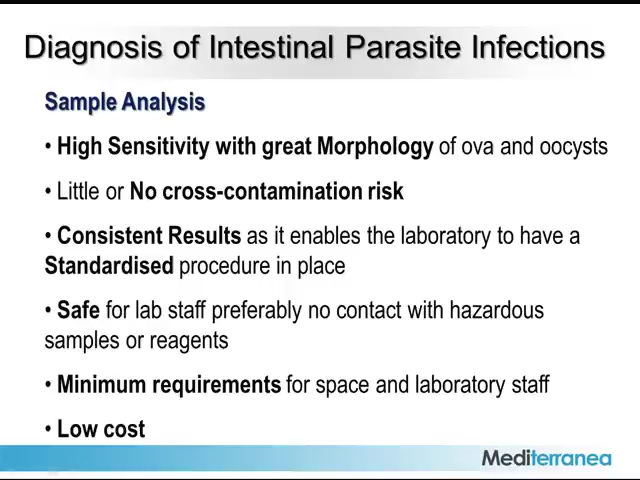 Diagnosis of Intestinal Parasite Infections
Sample Analysis
• High Sensitivity with great Morphology of ova and oocysts
• Little or No cross-contamination risk
• Consistent Results as it enables the laboratory to have a
Standardised procedure in place
• Safe for lab staff preferably no contact with hazardous
samples or reagents
• Minimum requirements for space and laboratory staff
• Low cost
Mediterranea